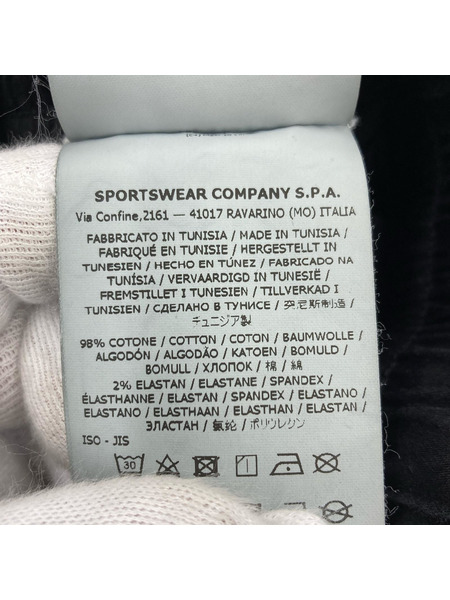 SPORTSWEAR COMPANY S.P.A.
Via Confine,2161 — 41017 RAVARINO (MO) ITALIA
FABBRICATO IN TUNISIA / MADE IN TUNISIA /
FABRIQUÉ EN TUNISIE / HERGESTELLT IN
TUNESIEN / HECHO EN TÚNEZ / FABRICADO NA
TUNÍSIA / VERVAARDIGD IN TUNESIË /
FREMSTILLET I TUNESIEN / TILLVERKAD I
TUNISIEN / СДЕЛАНО В ТУНИСЕ / 突尼斯制造 /
チュニジア製
98% COTONE / COTTON / COTON / BAUMWOLLE /
ALGODÓN / ALGODÃO / KATOEN / BOMULD /
BOMULL / ХЛОПОК / 棉 / 綿
2% ELASTAN / ELASTANE / SPANDEX /
ÉLASTHANNE / ELASTAN / SPANDEX / ELASTANO /
ELASTANO / ELASTHAAN / ELASTHAN / ELASTAN /
ЭЛАСТАН / 氨纶 / ポリウレタン
ISO - JIS
30